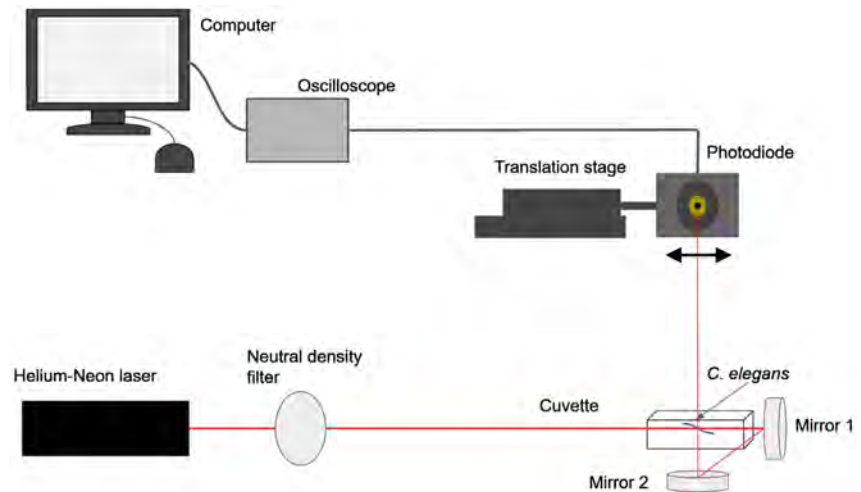 Computer
Oscilloscope
Photodiode
Translation stage
Neutral density
filter
Helium-Neon laser
C. elegans
Cuvette
Mirror 1
Mirror 2